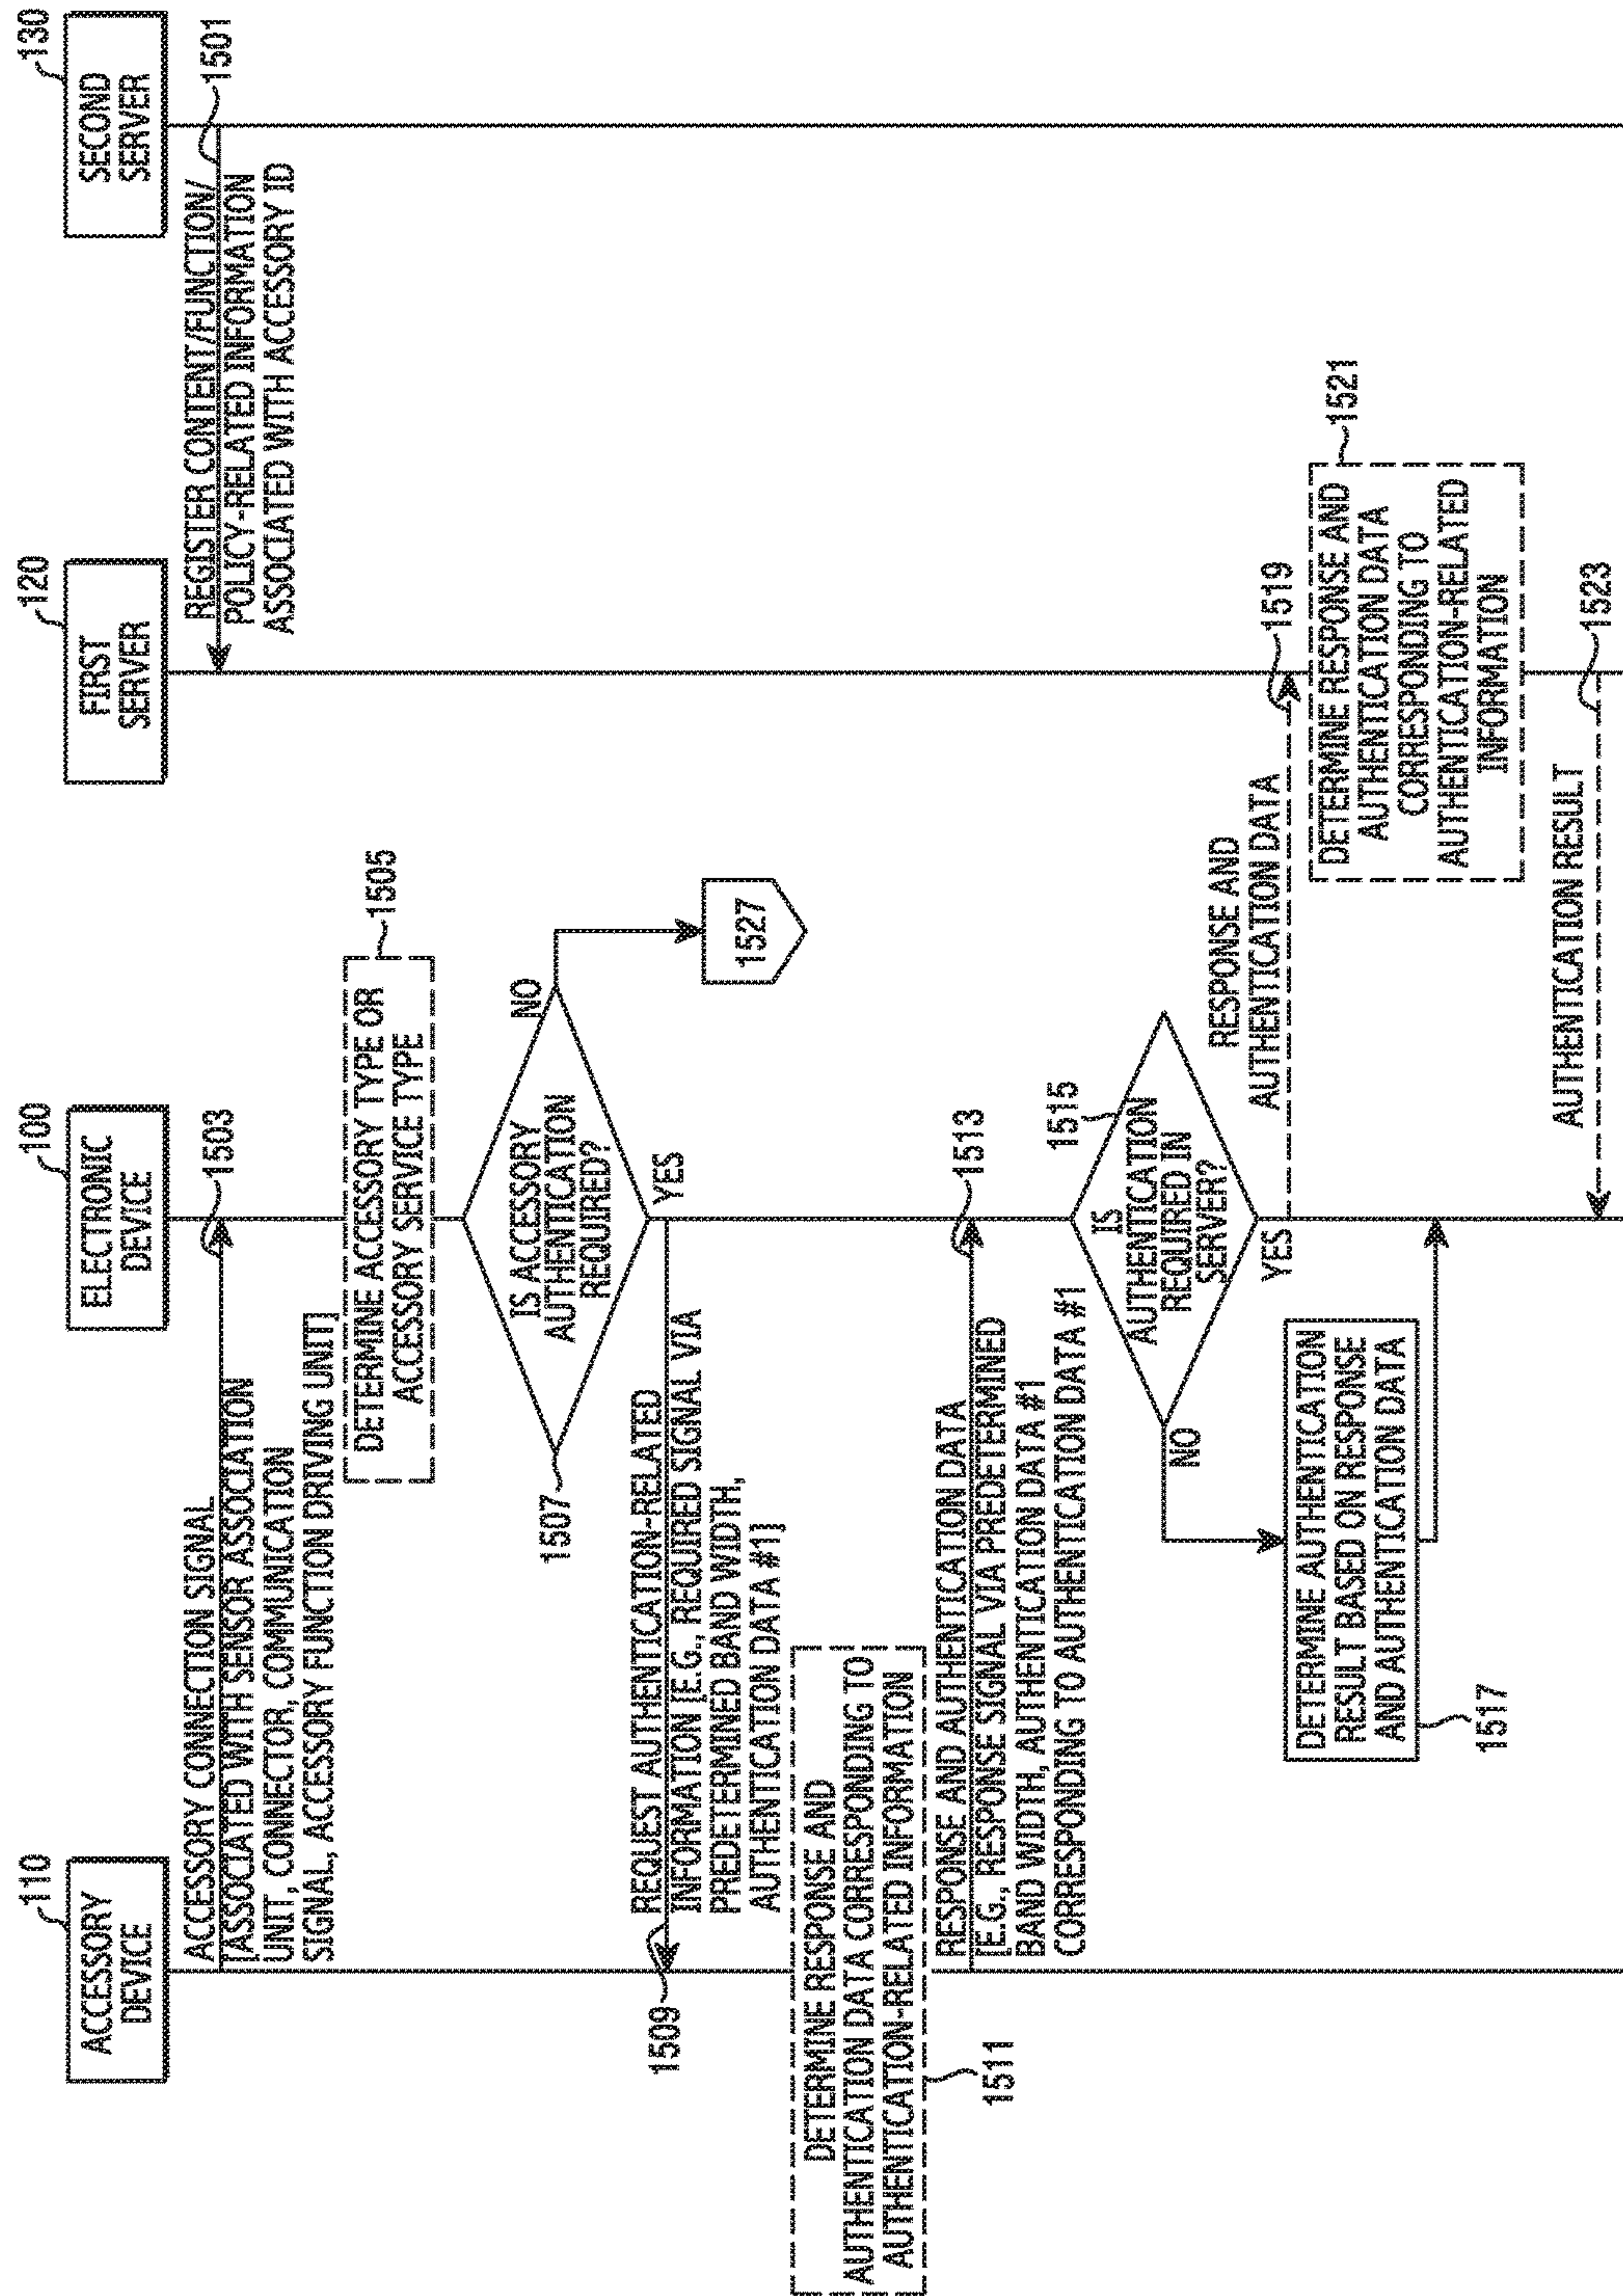 110
ACCESSORY
DEVICE
100
ELECTRONIC
DEVICE
120
FIRST
SERVER
130
SECOND
SERVER
1501
REGISTER CONTENT/FUNCTION/
POLICY-RELATED INFORMATION
ASSOCIATED WITH ACCESSORY ID
ACCESSORY CONNECTION SIGNAL
[ASSOCIATED WITH SENSOR ASSOCIATION
UNIT, CONNECTOR, COMMUNICATION
SIGNAL, ACCESSORY FUNCTION DRIVING UNIT]
1503
1505
DETERMINE ACCESSORY TYPE OR
ACCESSORY SERVICE TYPE
1507
IS ACCESSORY
AUTHENTICATION
REQUIRED?
NO
1527
YES
1509
REQUEST AUTHENTICATION-RELATED
INFORMATION [E.G., REQUIRED SIGNAL VIA
PREDETERMINED BAND WIDTH,
AUTHENTICATION DATA #1]
DETERMINE RESPONSE AND
AUTHENTICATION DATA CORRESPONDING TO
AUTHENTICATION-RELATED INFORMATION
1511
RESPONSE AND AUTHENTICATION DATA
[E.G., RESPONSE SIGNAL VIA PREDETERMINED
BAND WIDTH, AUTHENTICATION DATA #1
CORRESPONDING TO AUTHENTICATION DATA #1
1513
1515
IS
AUTHENTICATION
REQUIRED IN
SERVER?
NO
YES
DETERMINE AUTHENTICATION
RESULT BASED ON RESPONSE
AND AUTHENTICATION DATA
1517
RESPONSE AND
AUTHENTICATION DATA
1519
1521
DETERMINE RESPONSE AND
AUTHENTICATION DATA
CORRESPONDING TO
AUTHENTICATION-RELATED
INFORMATION
AUTHENTICATION RESULT
1523